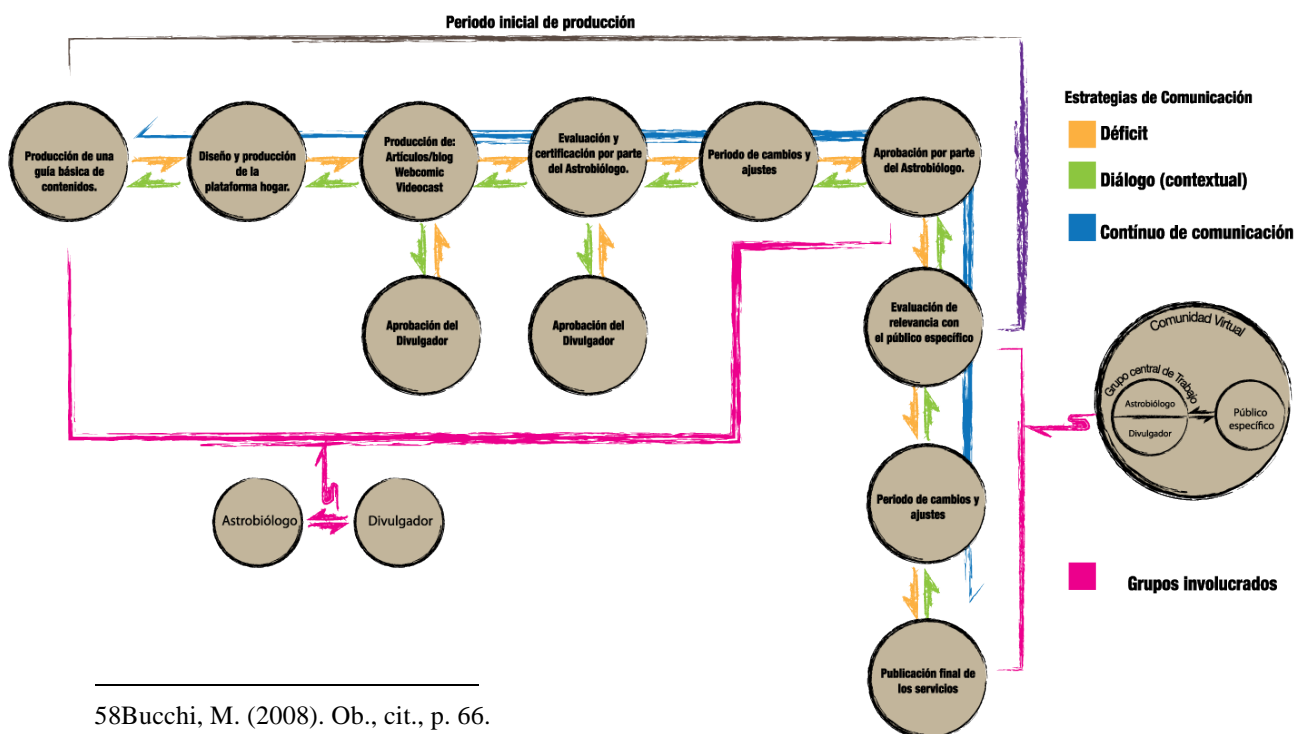 Periodo inicial de producción
Producción de una
guía básica de
contenidos.
Diseño y producción
de la
plataforma hogar.
Producción de:
Artículos/blog
Webcomic
Videocast
Evaluación y
certificación por parte
del Astrobiólogo.
Periodo de cambios y
ajustes
Aprobación por parte
del Astrobiólogo.
Estrategias de Comunicación
Déficit
Diálogo (contextual)
Contínuo de comunicación
Aprobación del
Divulgador
Aprobación del
Divulgador
Evaluación de
relevancia con
el público específico
Comunidad Virtual
Grupo central de Trabajo
Astrobiólogo
Divulgador
Público
específico
Periodo de cambios y
ajustes
Astrobiólogo
Divulgador
Grupos involucrados
Publicación final de
los servicios
58Bucchi, M. (2008). Ob., cit., p. 66.